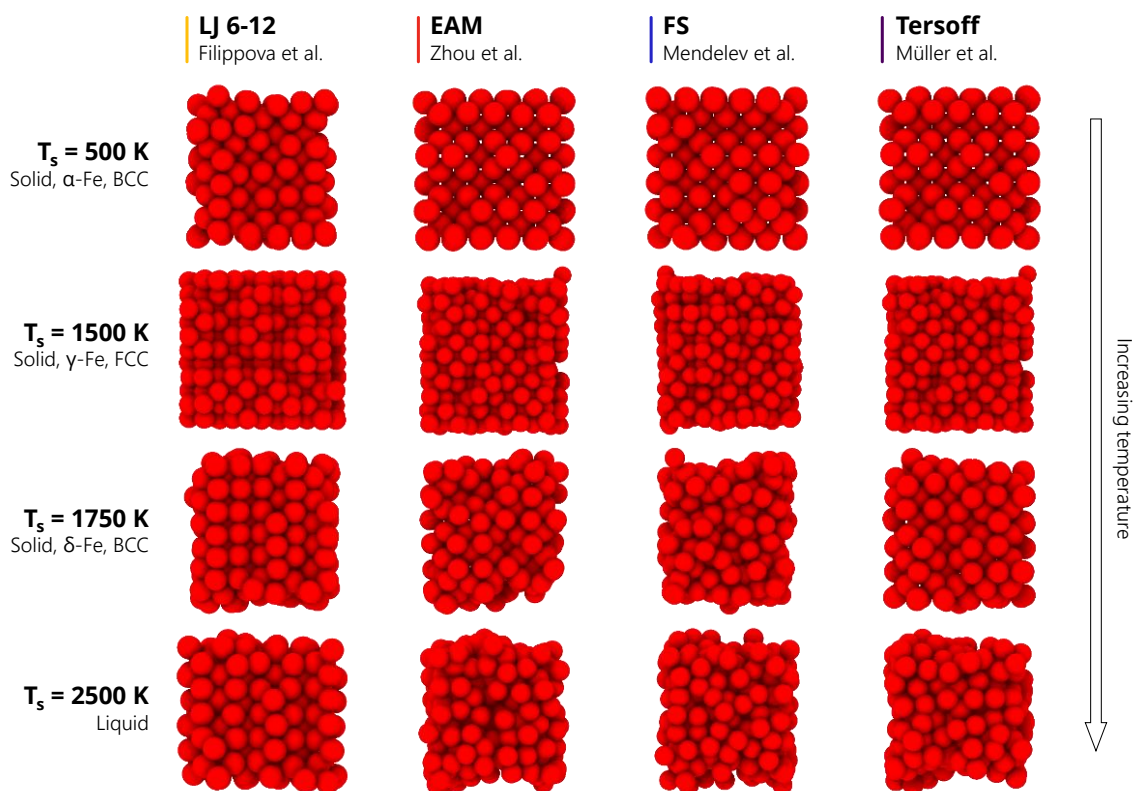 LJ 6-12
Filippova et al.
EAM
Zhou et al.
FS
Mendelev et al.
Tersoff
Müller et al.
Tₛ = 500 K
Solid, α-Fe, BCC
Tₛ = 1500 K
Solid, γ-Fe, FCC
Tₛ = 1750 K
Solid, δ-Fe, BCC
Tₛ = 2500 K
Liquid
Increasing temperature